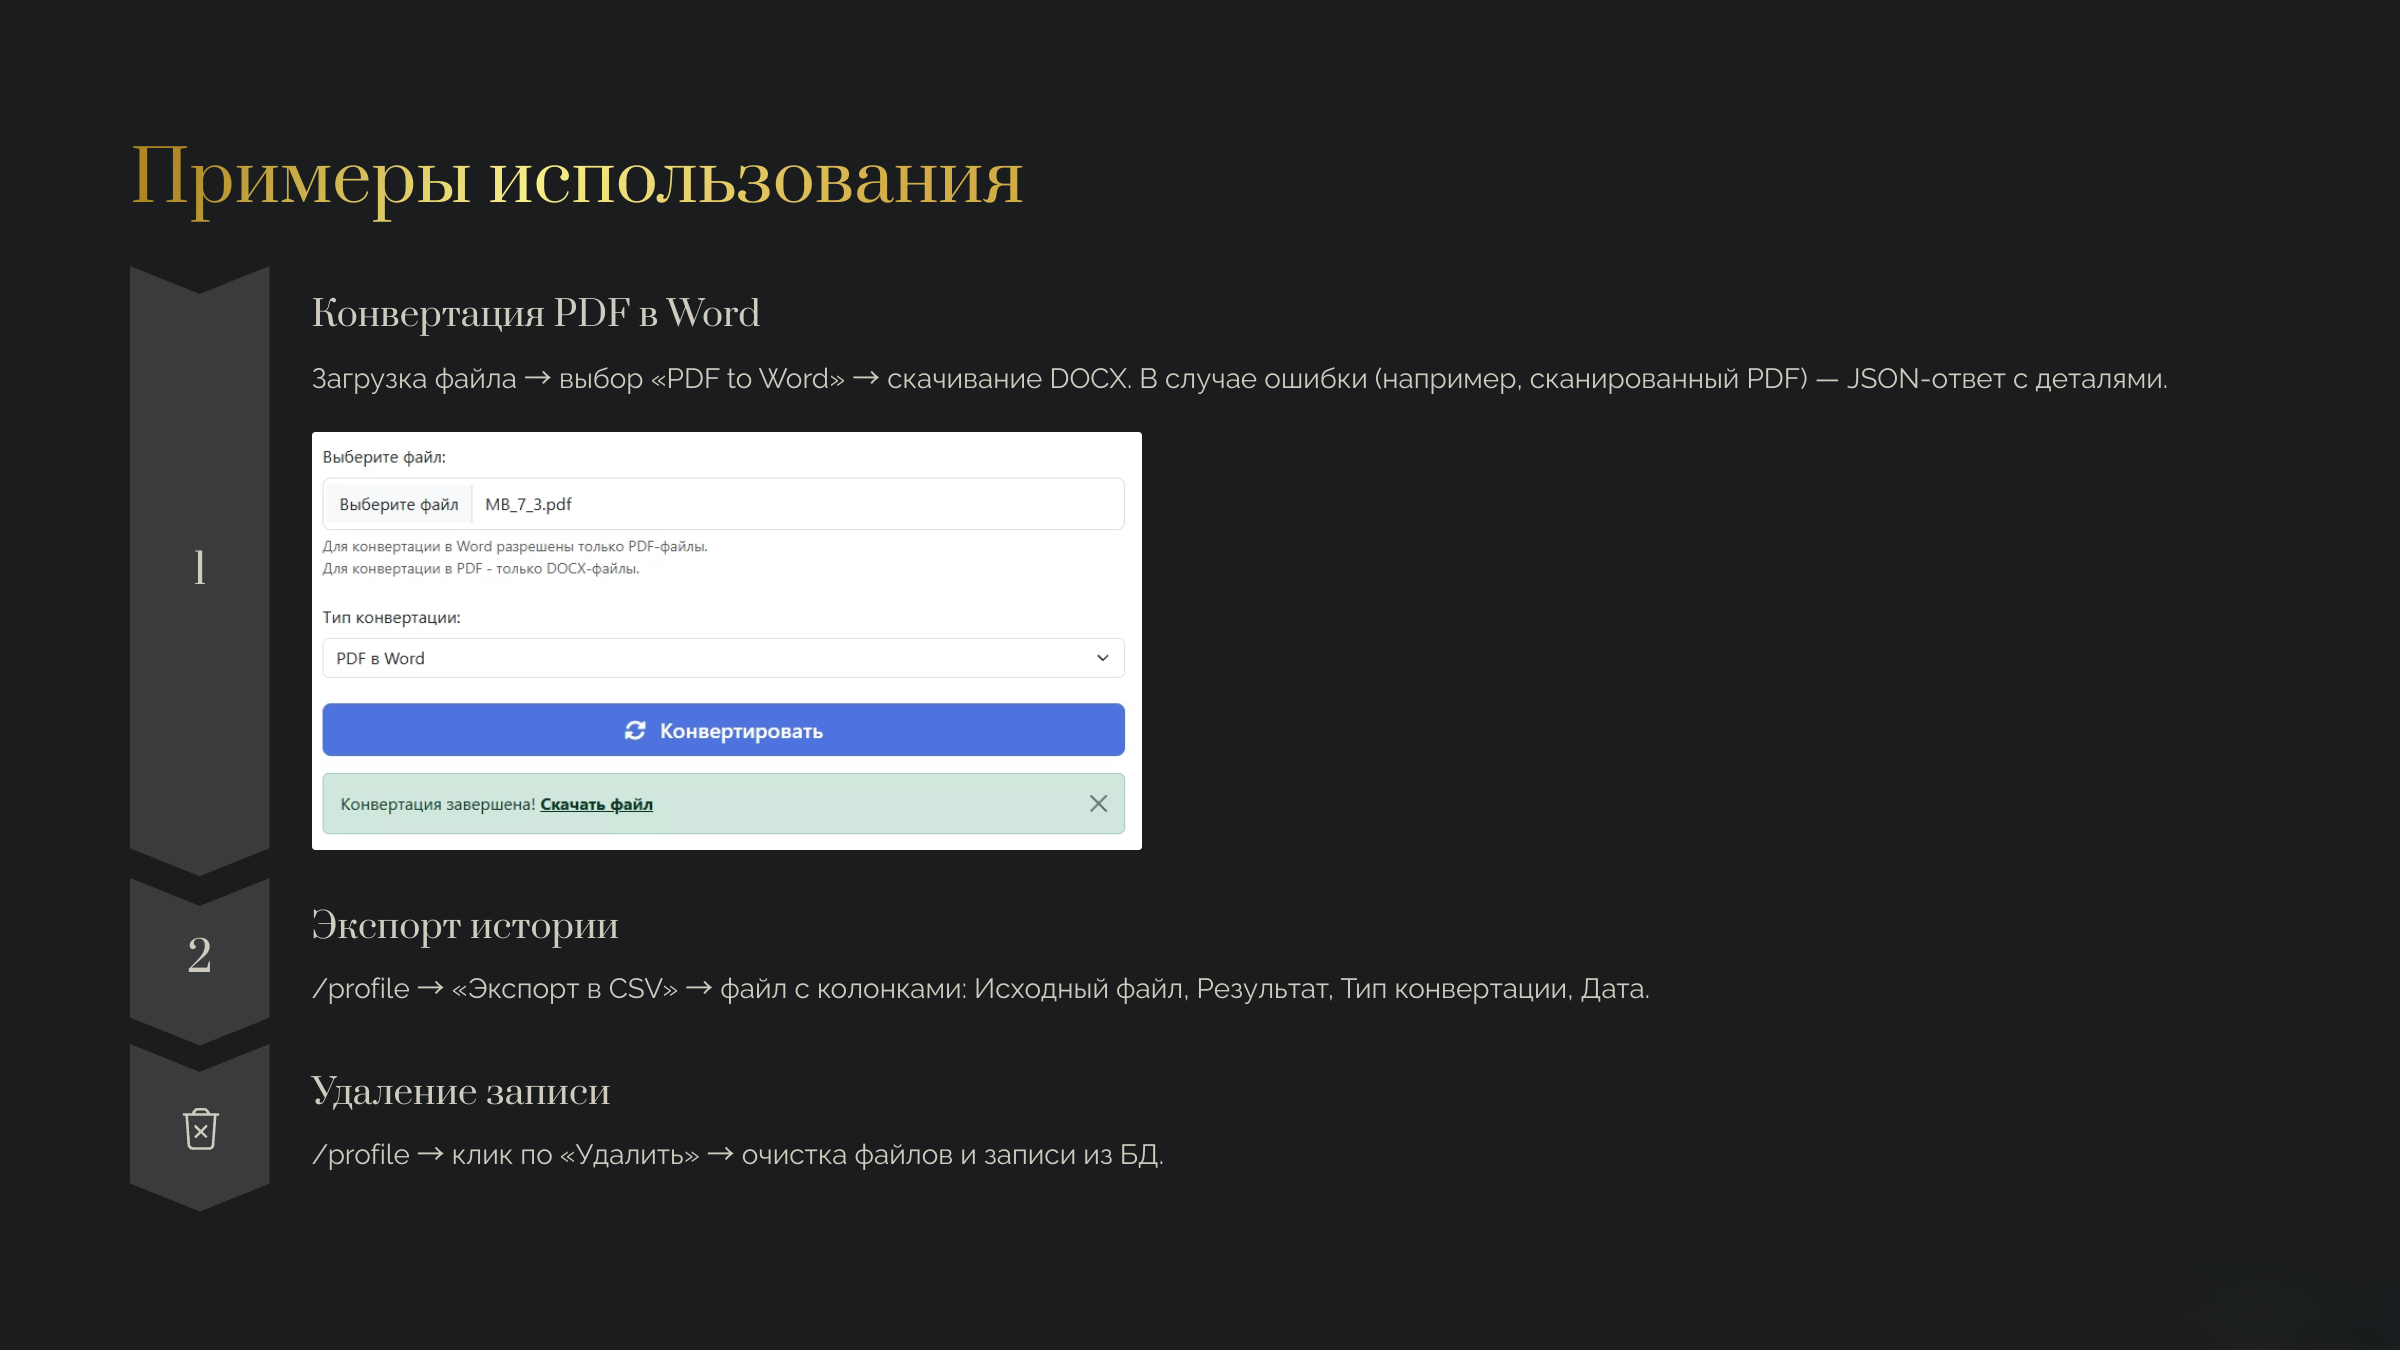 Примеры использования
1
Конвертация PDF в Word
Загрузка файла → выбор «PDF to Word» → скачивание DOCX. В случае ошибки (например, сканированный PDF) — JSON-ответ с деталями.
Выберите файл:
Выберите файл MB_7_3.pdf
Для конвертации в Word разрешены только PDF-файлы.
Для конвертации в PDF - только DOCX-файлы.
Тип конвертации:
PDF в Word
Конвертировать
Конвертация завершена! Скачать файл
2
Экспорт истории
/profile → «Экспорт в CSV» → файл с колонками: Исходный файл, Результат, Тип конвертации, Дата.
Удаление записи
/profile → клик по «Удалить» → очистка файлов и записи из БД.